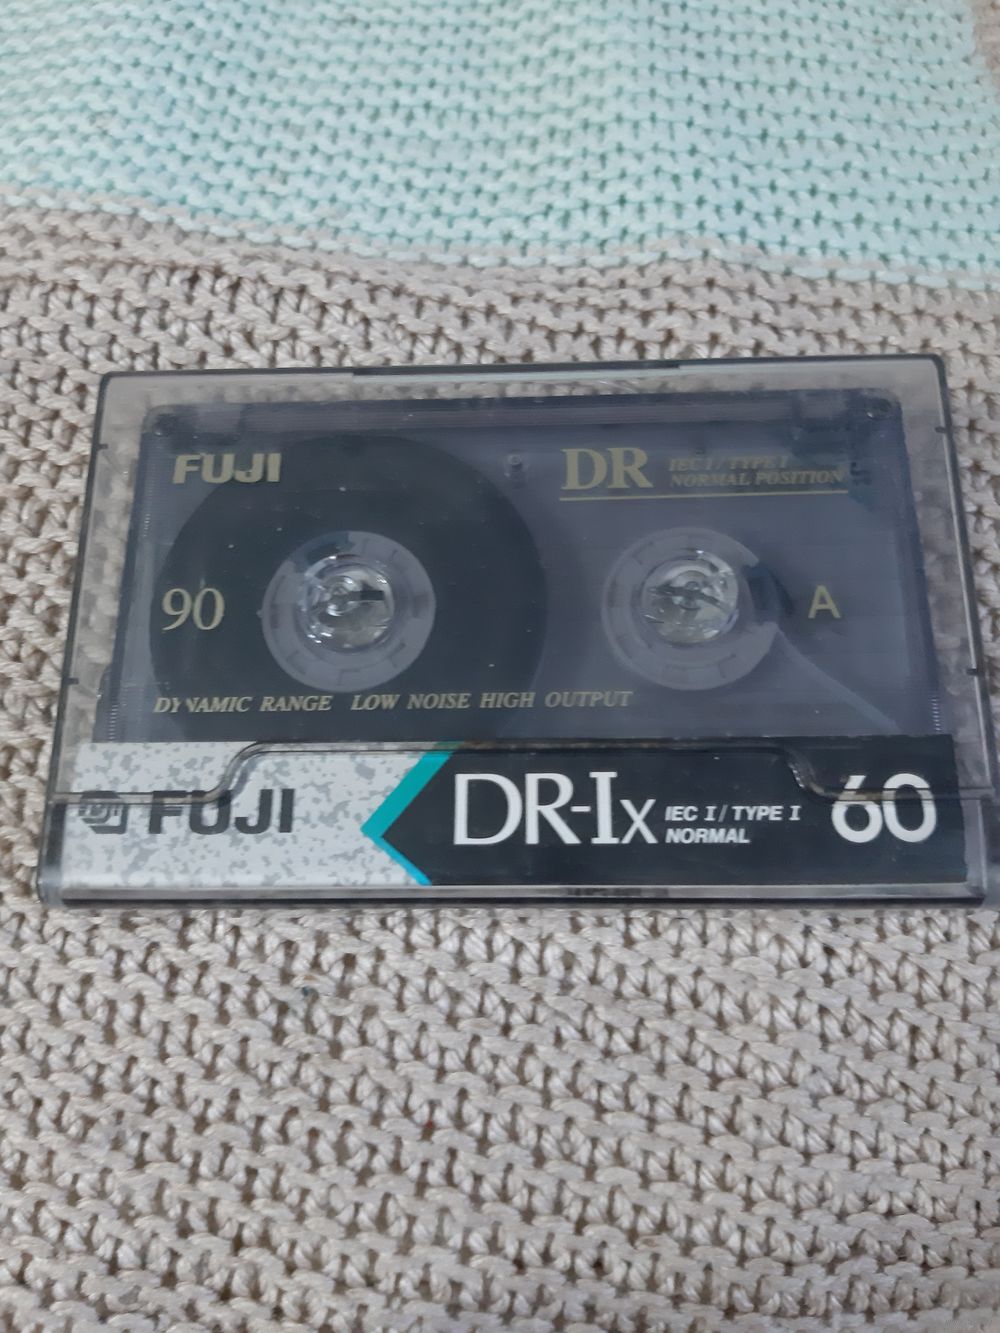 FUJI
DR IEC I / TYPE I
NORMAL POSITION
90
A
DYNAMIC RANGE LOW NOISE HIGH OUTPUT
FUJI
DR-Ix IEC I / TYPE I
NORMAL
60